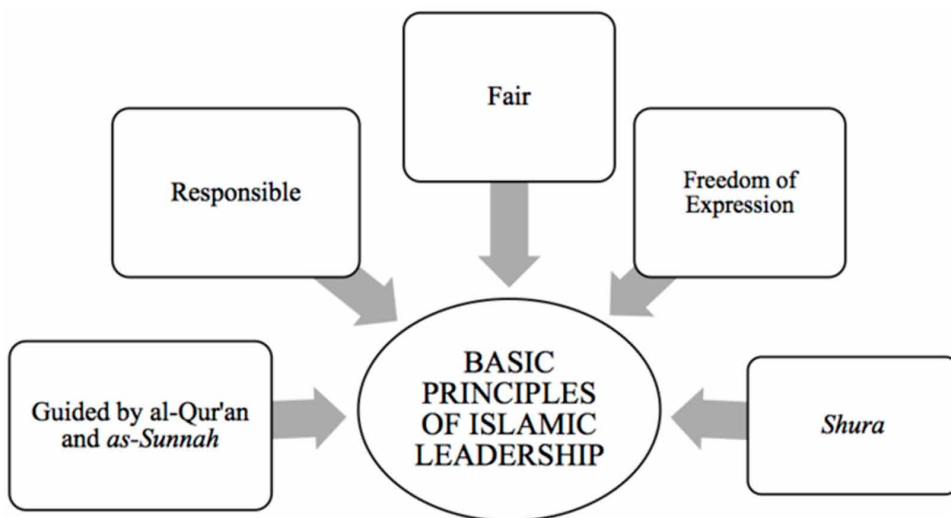 Fair
Responsible
Freedom of
Expression
Guided by al-Qur'an
and as-Sunnah
BASIC
PRINCIPLES
OF ISLAMIC
LEADERSHIP
Shura